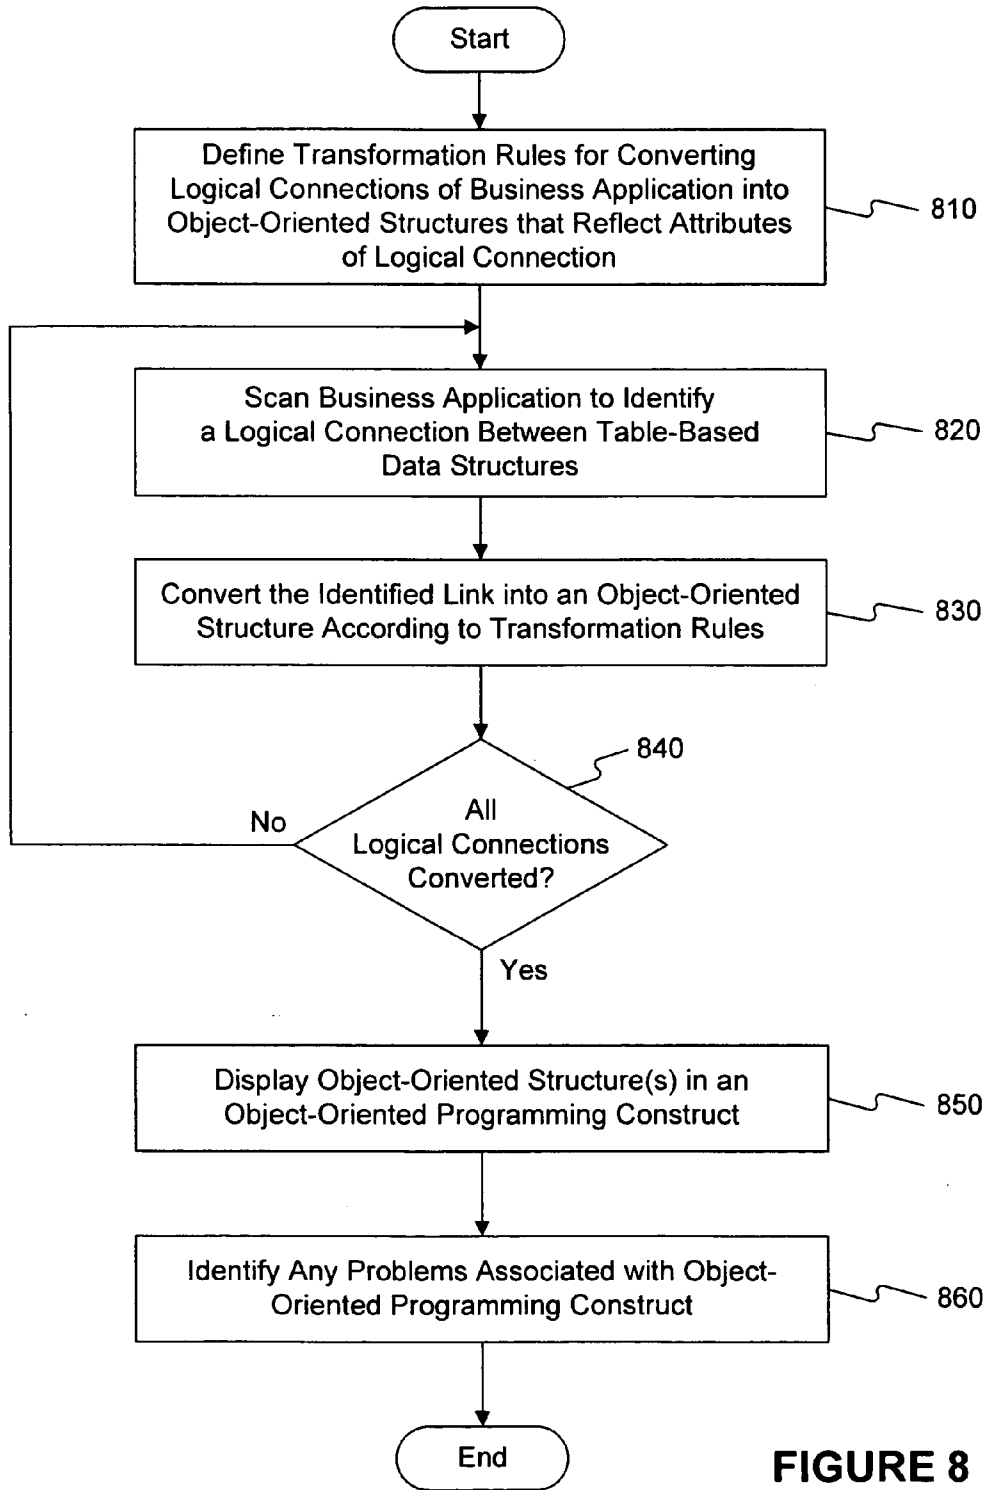 Start
Define Transformation Rules for Converting
Logical Connections of Business Application into
Object-Oriented Structures that Reflect Attributes
of Logical Connection
810
Scan Business Application to Identify
a Logical Connection Between Table-Based
Data Structures
820
Convert the Identified Link into an Object-Oriented
Structure According to Transformation Rules
830
840
All
Logical Connections
Converted?
No
Yes
Display Object-Oriented Structure(s) in an
Object-Oriented Programming Construct
850
Identify Any Problems Associated with Object-
Oriented Programming Construct
860
End
FIGURE 8